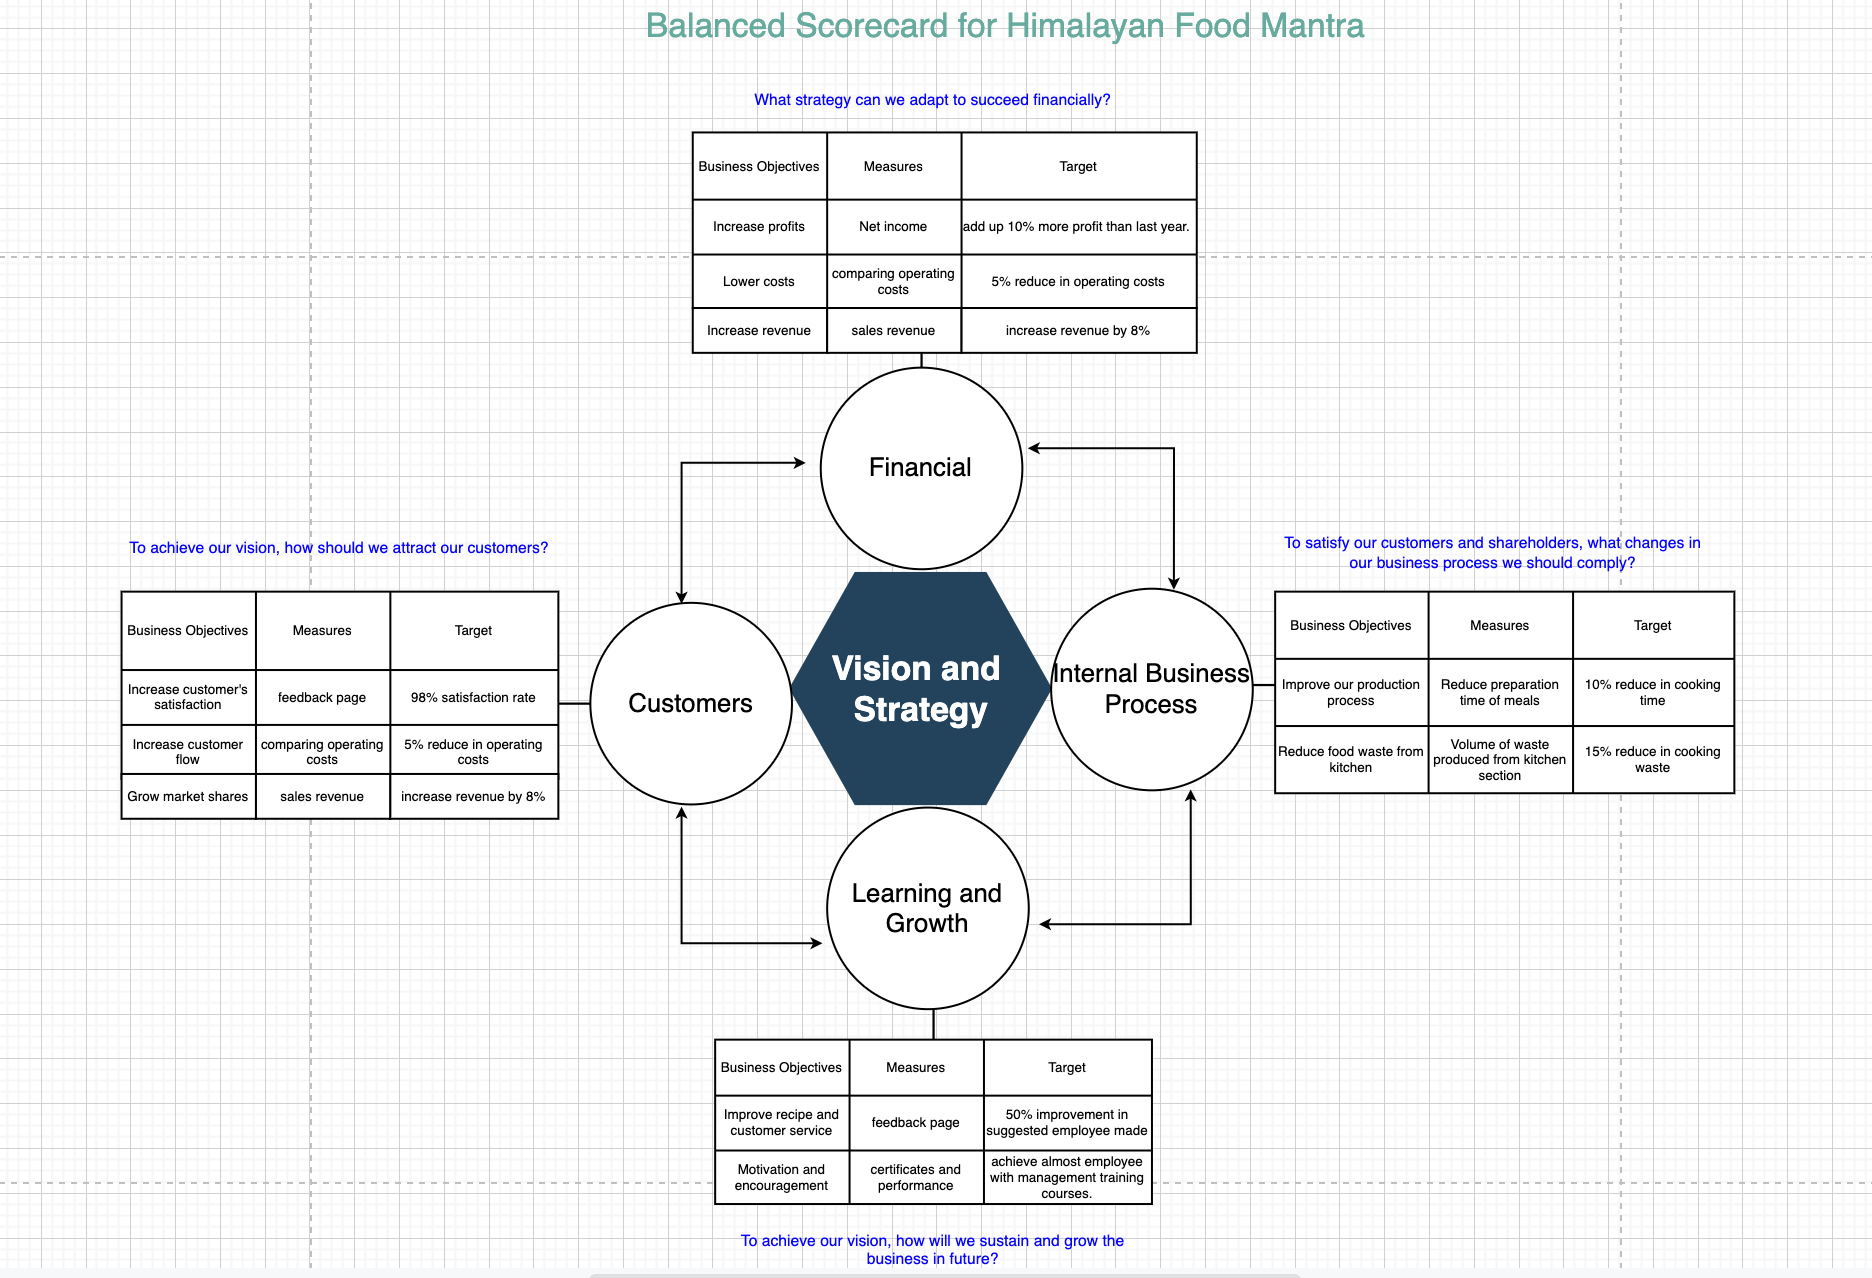 Balanced Scorecard for Himalayan Food Mantra
What strategy can we adapt to succeed financially?
Business Objectives
Measures
Target
Increase profits
Net income
add up 10% more profit than last year.
Lower costs
comparing operating
costs
5% reduce in operating costs
Increase revenue
sales revenue
increase revenue by 8%
Financial
To achieve our vision, how should we attract our customers?
Business Objectives
Measures
Target
Increase customer's
satisfaction
feedback page
98% satisfaction rate
Increase customer
flow
comparing operating
costs
5% reduce in operating
costs
Grow market shares
sales revenue
increase revenue by 8%
Customers
Vision and
Strategy
Internal Business
Process
To satisfy our customers and shareholders, what changes in
our business process we should comply?
Business Objectives
Measures
Target
Improve our production
process
Reduce preparation
time of meals
10% reduce in cooking
time
Reduce food waste from
kitchen
Volume of waste
produced from kitchen
section
15% reduce in cooking
waste
Learning and
Growth
Business Objectives
Measures
Target
Improve recipe and
customer service
feedback page
50% improvement in
suggested employee made
Motivation and
encouragement
certificates and
performance
achieve almost employee
with management training
courses.
To achieve our vision, how will we sustain and grow the
business in future?